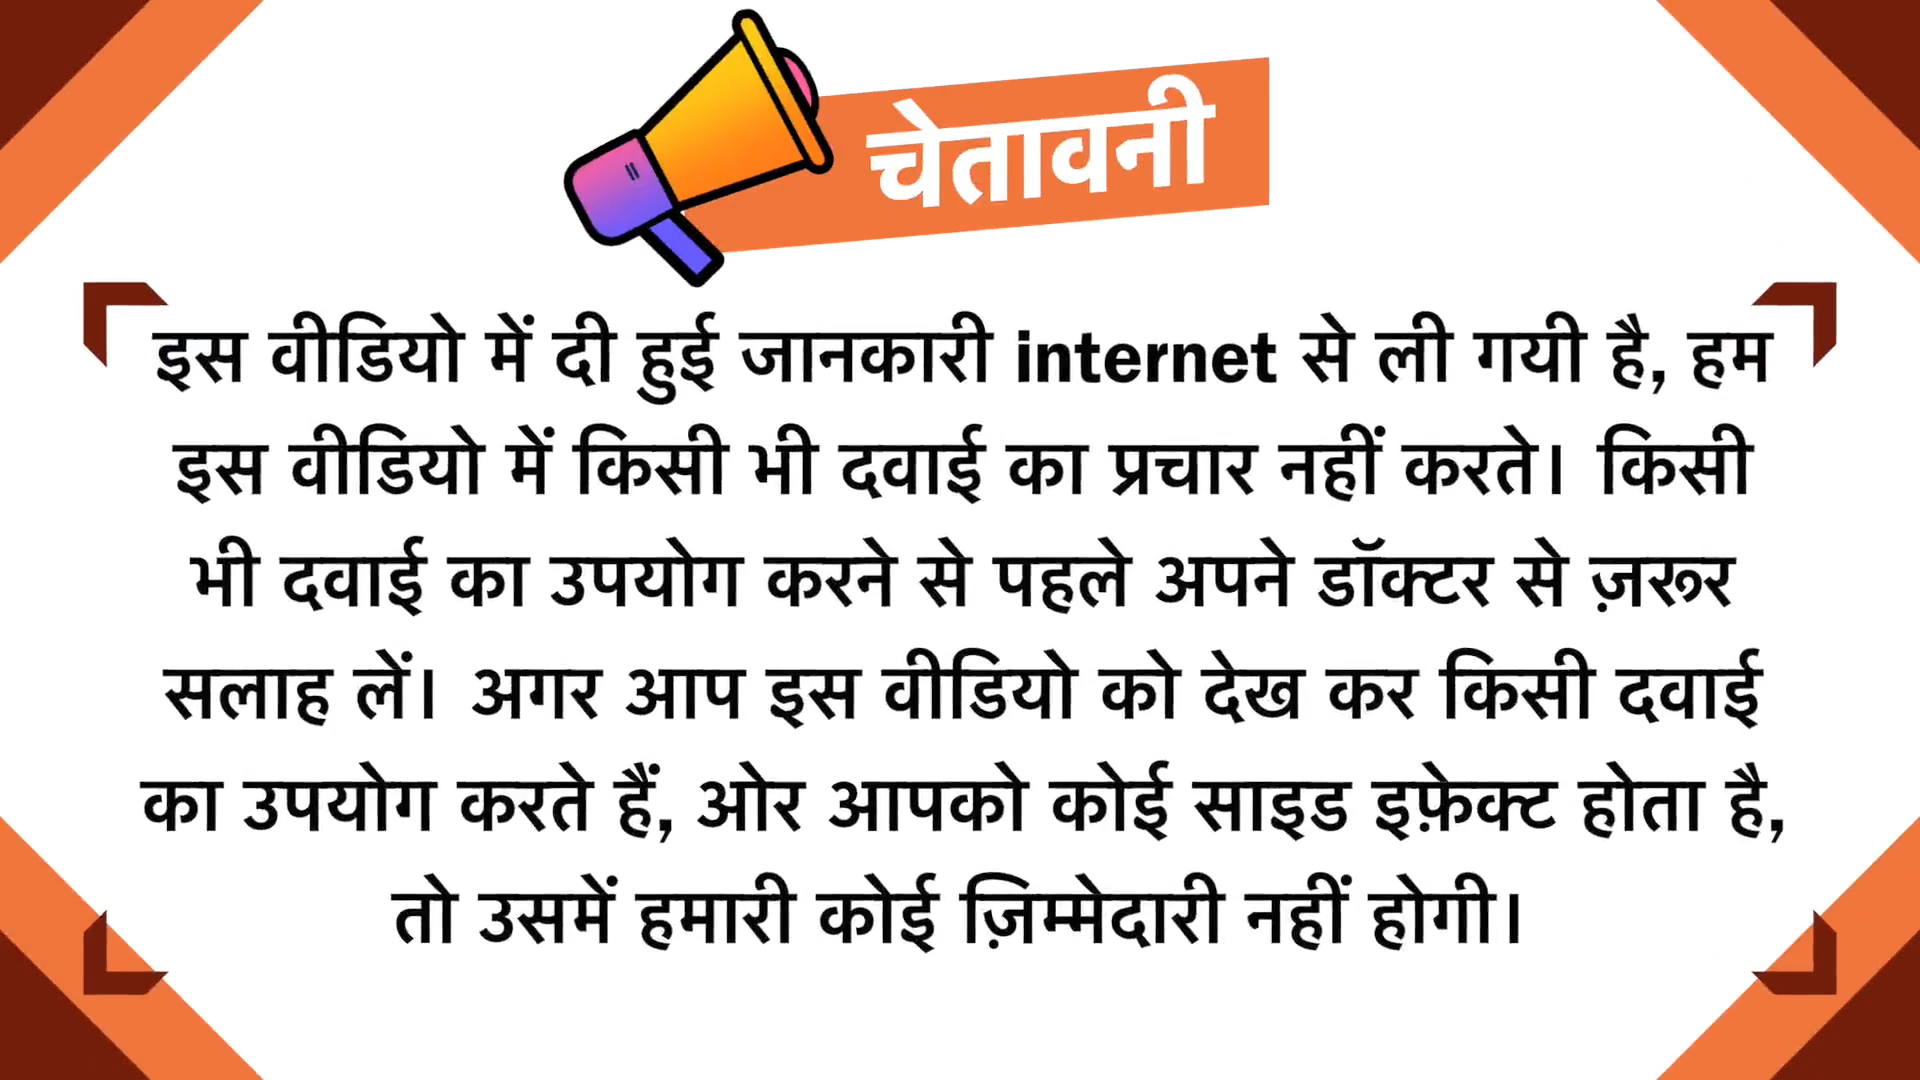 चेतावनी
इस वीडियो में दी हुई जानकारी internet से ली गयी है, हम
इस वीडियो में किसी भी दवाई का प्रचार नहीं करते। किसी
भी दवाई का उपयोग करने से पहले अपने डॉक्टर से ज़रूर
सलाह लें। अगर आप इस वीडियो को देख कर किसी दवाई
का उपयोग करते हैं, ओर आपको कोई साइड इफ़ेक्ट होता है,
तो उसमें हमारी कोई ज़िम्मेदारी नहीं होगी।